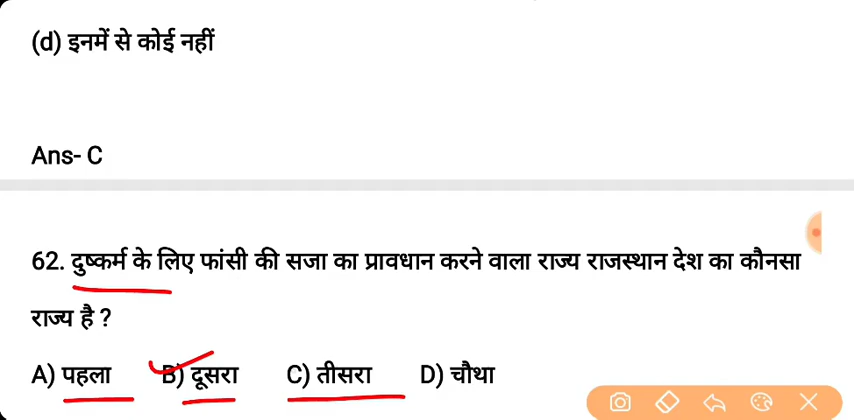 (d) इनमें से कोई नहीं
Ans- C
62. दुष्कर्म के लिए फांसी की सजा का प्रावधान करने वाला राज्य राजस्थान देश का कौनसा
राज्य है ?
A) पहला B) दूसरा C) तीसरा D) चौथा